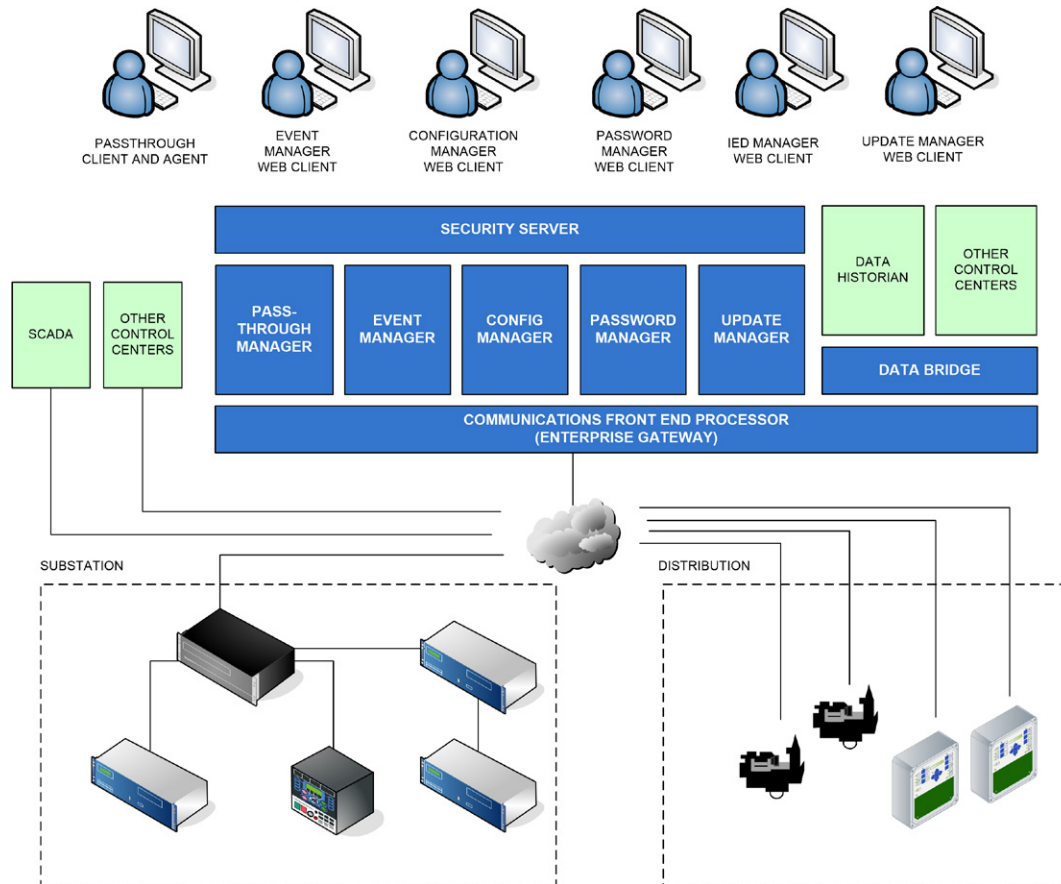 PASSTHROUGH
CLIENT AND AGENT
EVENT
MANAGER
WEB CLIENT
CONFIGURATION
MANAGER
WEB CLIENT
PASSWORD
MANAGER
WEB CLIENT
IED MANAGER
WEB CLIENT
UPDATE MANAGER
WEB CLIENT
SECURITY SERVER
DATA
HISTORIAN
OTHER
CONTROL
CENTERS
SCADA
OTHER
CONTROL
CENTERS
PASS-
THROUGH
MANAGER
EVENT
MANAGER
CONFIG
MANAGER
PASSWORD
MANAGER
UPDATE
MANAGER
DATA BRIDGE
COMMUNICATIONS FRONT END PROCESSOR
(ENTERPRISE GATEWAY)
SUBSTATION
DISTRIBUTION